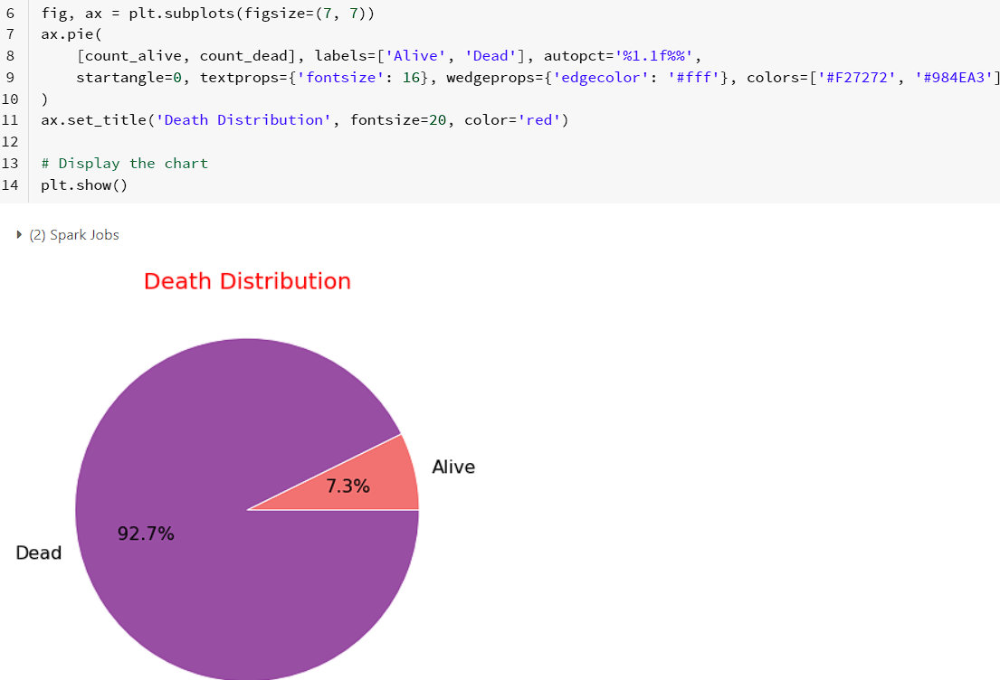 6 fig, ax = plt.subplots(figsize=(7, 7))
7 ax.pie(
8     [count_alive, count_dead], labels=['Alive', 'Dead'], autopct='%1.1f%%',
9     startangle=0, textprops={'fontsize': 16}, wedgeprops={'edgecolor': '#fff'}, colors=['#F27272', '#984EA3']
10 )
11 ax.set_title('Death Distribution', fontsize=20, color='red')
12
13 # Display the chart
14 plt.show()
(2) Spark Jobs
Death Distribution
Alive
7.3%
92.7%
Dead